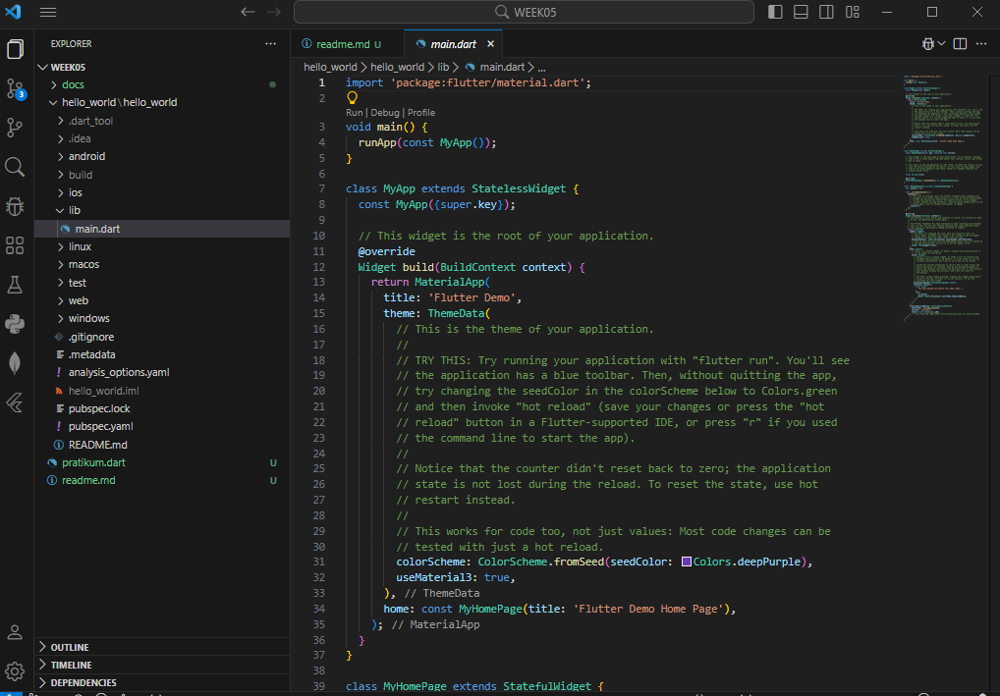 WEEK05
EXPLORER
WEEK05
docs
hello_world\hello_world
.dart_tool
.idea
android
build
ios
lib
main.dart
linux
macos
test
web
windows
.gitignore
.metadata
! analysis_options.yaml
hello_world.iml
pubspec.lock
! pubspec.yaml
README.md
pratikum.dart U
readme.md U
OUTLINE
TIMELINE
DEPENDENCIES
3
readme.md U
main.dart
hello_world > hello_world > lib > main.dart > ...
1 import 'package:flutter/material.dart';
2
Run | Debug | Profile
3 void main() {
4 runApp(const MyApp());
5 }
6
7 class MyApp extends StatelessWidget {
8 const MyApp({super.key});
9
10 // This widget is the root of your application.
11 @override
12 Widget build(BuildContext context) {
13 return MaterialApp(
14 title: 'Flutter Demo',
15 theme: ThemeData(
16 // This is the theme of your application.
17 //
18 // TRY THIS: Try running your application with "flutter run". You'll see
19 // the application has a blue toolbar. Then, without quitting the app,
20 // try changing the seedColor in the colorScheme below to Colors.green
21 // and then invoke "hot reload" (save your changes or press the "hot
22 // reload" button in a Flutter-supported IDE, or press "r" if you used
23 // the command line to start the app).
24 //
25 // Notice that the counter didn't reset back to zero; the application
26 // state is not lost during the reload. To reset the state, use hot
27 // restart instead.
28 //
29 // This works for code too, not just values: Most code changes can be
30 // tested with just a hot reload.
31 colorScheme: ColorScheme.fromSeed(seedColor: Colors.deepPurple),
32 useMaterial3: true,
33 ), // ThemeData
34 home: const MyHomePage(title: 'Flutter Demo Home Page'),
35 ); // MaterialApp
36 }
37 }
38
39 class MyHomePage extends StatefulWidget {